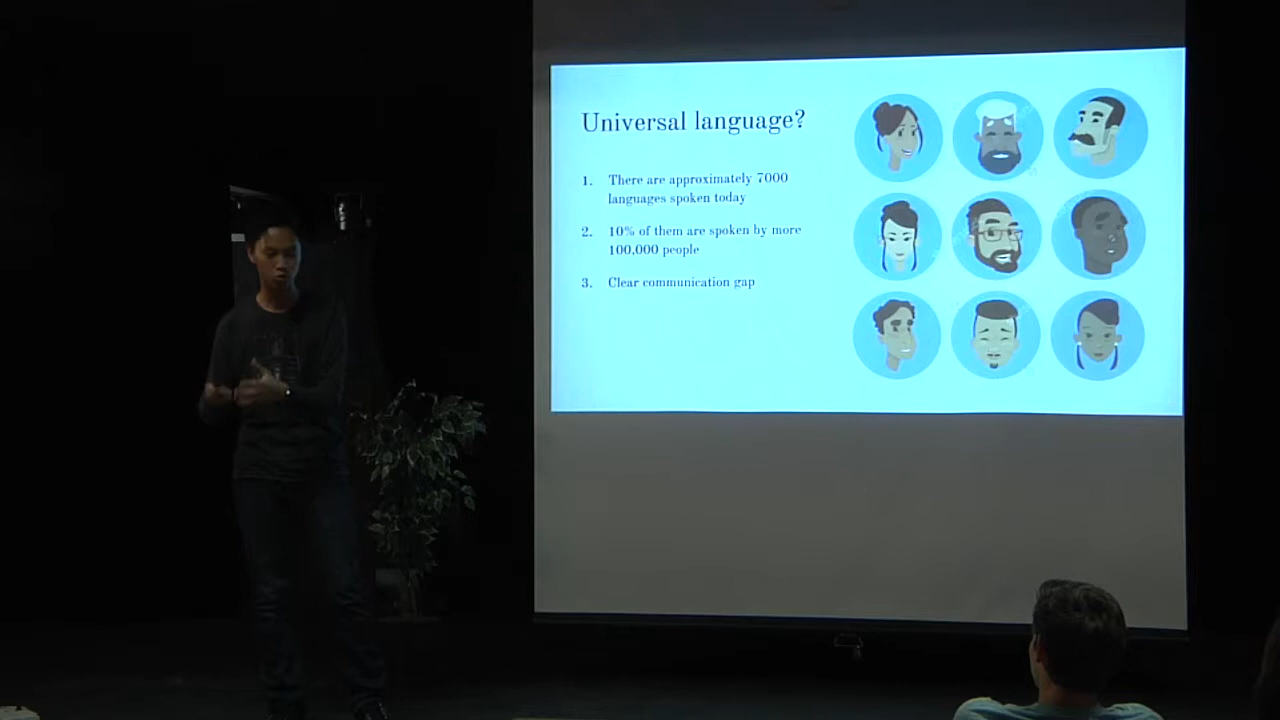 Universal language?
1. There are approximately 7000
languages spoken today
2. 10% of them are spoken by more
100,000 people
3. Clear communication gap